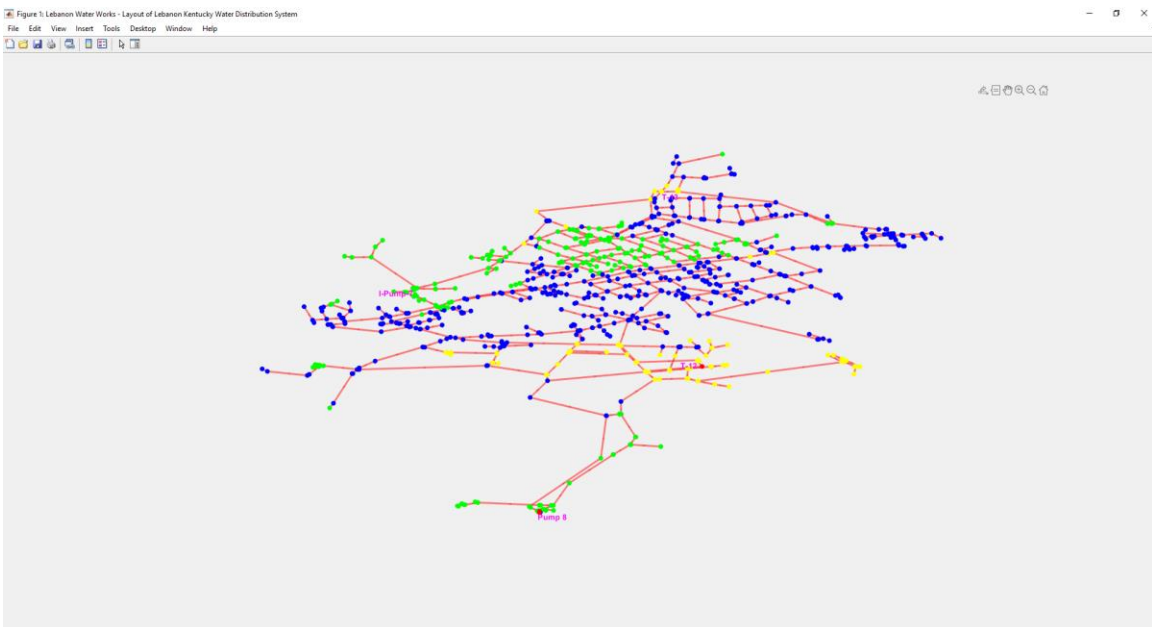 Figure 1: Lebanon Water Works - Layout of Lebanon Kentucky Water Distribution System
File Edit View Insert Tools Desktop Window Help
I-Pump
Pump 8